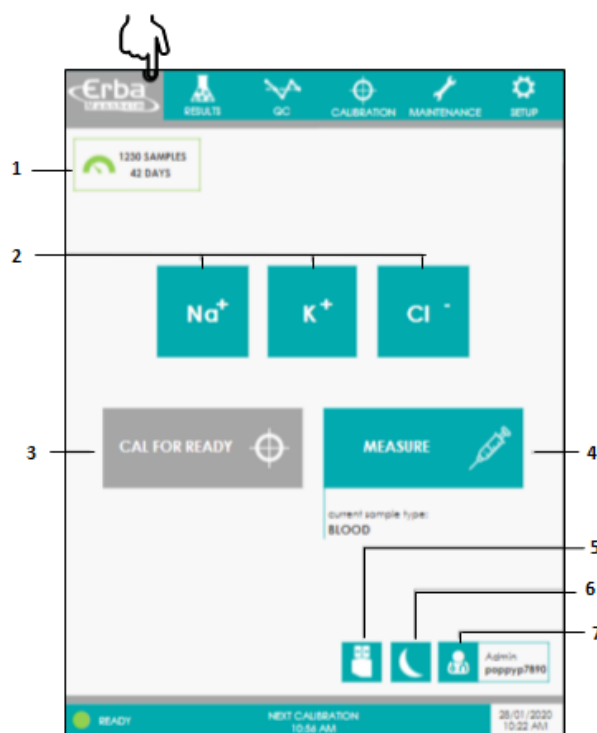 Erba
Mannheim
RESULTS
QC
CALIBRATION
MAINTENANCE
SETUP
1
1230 SAMPLES
42 DAYS
2
Na+
K+
Cl -
3
CAL FOR READY
MEASURE
4
current sample type:
BLOOD
5
6
7
Admin
poppyp7890
READY
NEXT CALIBRATION
10:56 AM
28/01/2020
10:22 AM